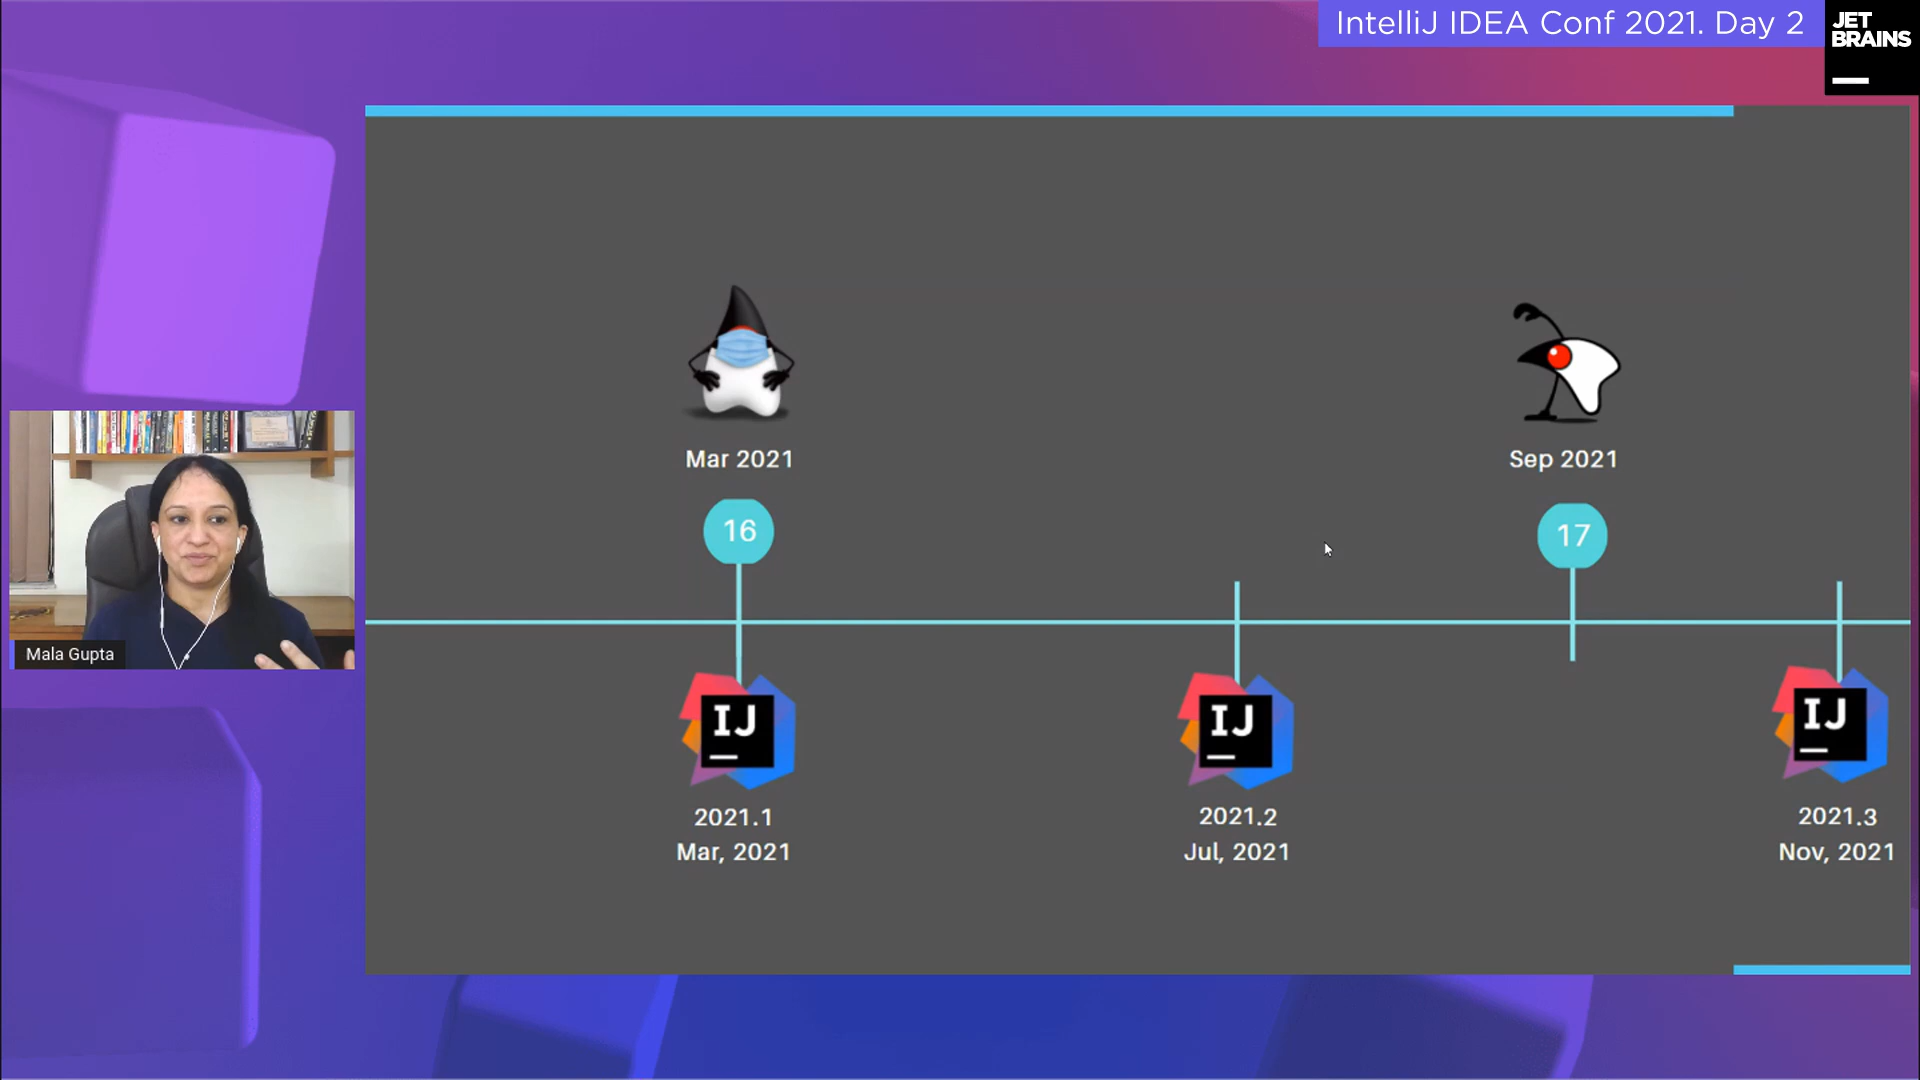 IntelliJ IDEA Conf 2021. Day 2
JET
BRAINS
Mar 2021
Sep 2021
16
17
Mala Gupta
IJ
IJ
IJ
2021.1
Mar, 2021
2021.2
Jul, 2021
2021.3
Nov, 2021